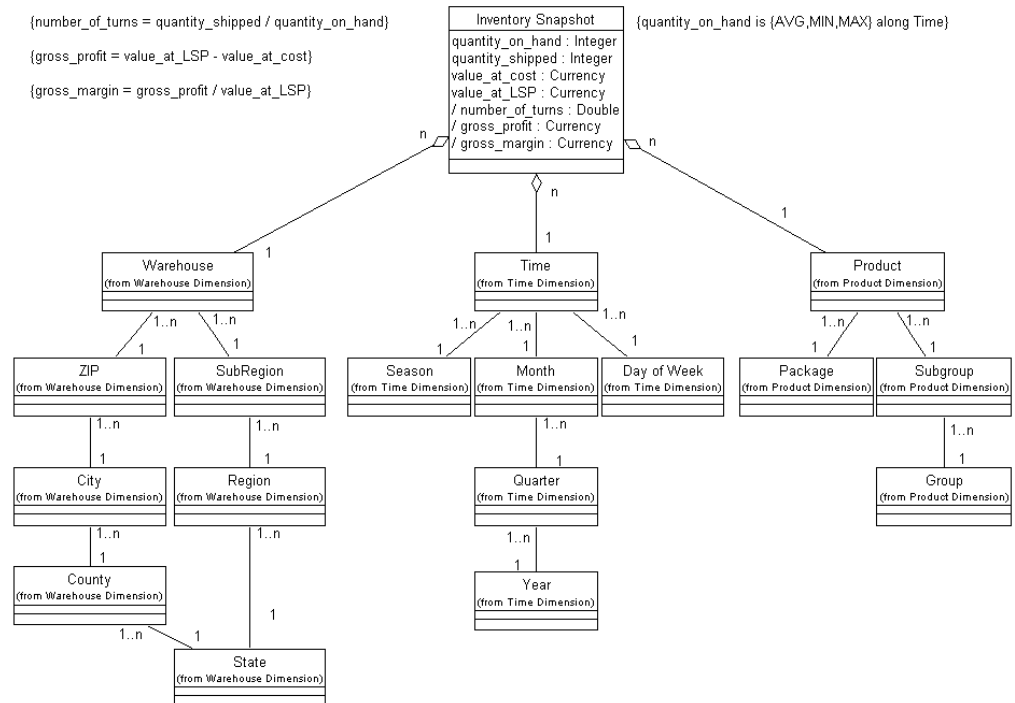 {number_of_turns = quantity_shipped / quantity_on_hand}
{gross_profit = value_at_LSP - value_at_cost}
{gross_margin = gross_profit / value_at_LSP}
Inventory Snapshot
quantity_on_hand : Integer
quantity_shipped : Integer
value_at_cost : Currency
value_at_LSP : Currency
/ number_of_turns : Double
/ gross_profit : Currency
/ gross_margin : Currency
{quantity_on_hand is {AVG,MIN,MAX} along Time}
n
n
n
1
1
1
Warehouse
(from Warehouse Dimension)
Time
(from Time Dimension)
Product
(from Product Dimension)
1..n
1..n
1..n
1..n
1..n
1..n
1..n
1
1
1
1
1
1
1
ZIP
(from Warehouse Dimension)
SubRegion
(from Warehouse Dimension)
Season
(from Time Dimension)
Month
(from Time Dimension)
Day of Week
(from Time Dimension)
Package
(from Product Dimension)
Subgroup
(from Product Dimension)
1..n
1..n
1..n
1..n
1
1
1
1
City
(from Warehouse Dimension)
Region
(from Warehouse Dimension)
Quarter
(from Time Dimension)
Group
(from Product Dimension)
1..n
1..n
1..n
1
1
County
(from Warehouse Dimension)
Year
(from Time Dimension)
1..n
1
1
State
(from Warehouse Dimension)